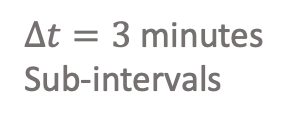 Δt = 3 minutes
Sub-intervals